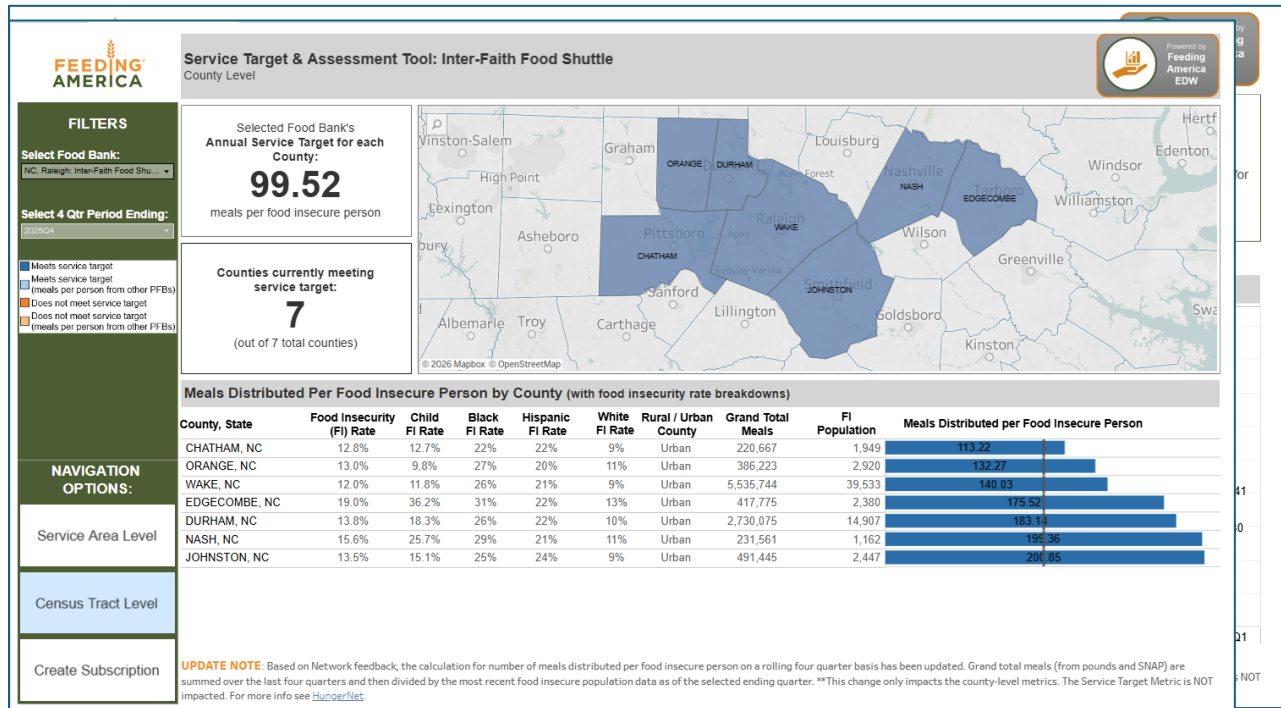 FEEDING
AMERICA
Service Target & Assessment Tool: Inter-Faith Food Shuttle
County Level
Powered by
Feeding
America
EDW
by
FILTERS
Select Food Bank:
NC, Raleigh: Inter-Faith Food Shu...
Select 4 Qtr Period Ending:
2025Q4
Meets service target
Meets service target
(meals per person from other PFBs)
Does not meet service target
Does not meet service target
(meals per person from other PFBs)
Selected Food Bank's
Annual Service Target for each
County:
99.52
meals per food insecure person
Counties currently meeting
service target:
7
(out of 7 total counties)
Winston-Salem
Graham
Louisburg
Hertf
Edenton
High Point
ORANGE
DURHAM
Wake Forest
Nashville
NASH
Windsor
Tarboro
EDGECOMBE
Williamston
Lexington
Raleigh
WAKE
Asheboro
Pittsboro
Apex
Wilson
bury
CHATHAM
Greenville
Fuquay-Varina
Sanford
Smithfield
JOHNSTON
Lillington
Goldsboro
Swa
Albemarle
Troy
Carthage
Kinston
© 2026 Mapbox © OpenStreetMap
for
Meals Distributed Per Food Insecure Person by County (with food insecurity rate breakdowns)
County, State Food Insecurity (FI) Rate Child FI Rate Black FI Rate Hispanic FI Rate White FI Rate Rural / Urban County Grand Total Meals FI Population Meals Distributed per Food Insecure Person
CHATHAM, NC 12.8% 12.7% 22% 22% 9% Urban 220,667 1,949 113.22
ORANGE, NC 13.0% 9.8% 27% 20% 11% Urban 386,223 2,920 132.27
WAKE, NC 12.0% 11.8% 26% 21% 9% Urban 5,535,744 39,533 140.03
EDGECOMBE, NC 19.0% 36.2% 31% 22% 13% Urban 417,775 2,380 175.52
DURHAM, NC 13.8% 18.3% 26% 22% 10% Urban 2,730,075 14,907 183.14
NASH, NC 15.6% 25.7% 29% 21% 11% Urban 231,561 1,162 199.36
JOHNSTON, NC 13.5% 15.1% 25% 24% 9% Urban 491,445 2,447 200.85
41
Q1
NAVIGATION
OPTIONS:
Service Area Level
Census Tract Level
Create Subscription
UPDATE NOTE: Based on Network feedback, the calculation for number of meals distributed per food insecure person on a rolling four quarter basis has been updated. Grand total meals (from pounds and SNAP) are
summed over the last four quarters and then divided by the most recent food insecure population data as of the selected ending quarter. **This change only impacts the county-level metrics. The Service Target Metric is NOT
impacted. For more info see HungerNet.
NOT